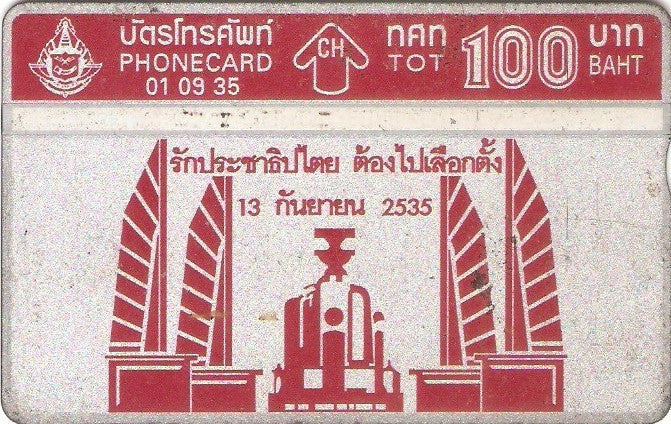 บัตรโทรศัพท์ CH ทศท 100 บาท
PHONECARD TOT BAHT
01 09 35
รักประชาธิปไตย ต้องไปเลือกตั้ง
13 กันยายน 2535